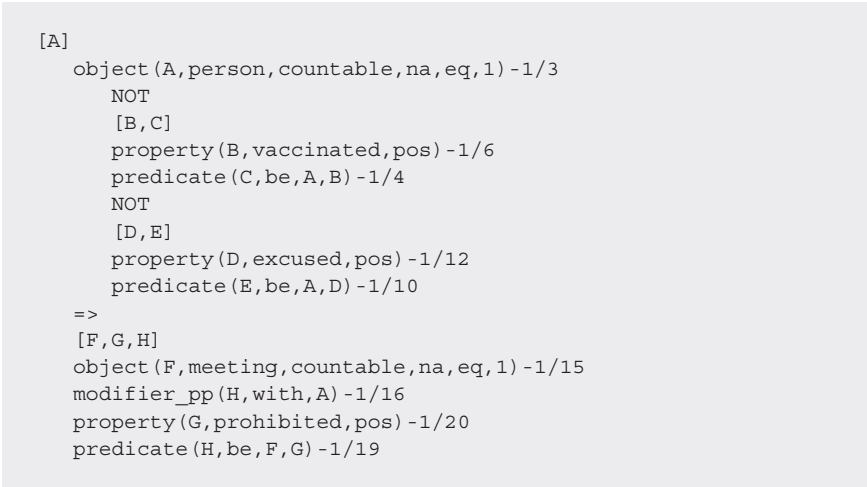 [A]
object(A,person,countable,na,eq,1)-1/3
NOT
[B,C]
property(B,vaccinated,pos)-1/6
predicate(C,be,A,B)-1/4
NOT
[D,E]
property(D,excused,pos)-1/12
predicate(E,be,A,D)-1/10
=>
[F,G,H]
object(F,meeting,countable,na,eq,1)-1/15
modifier_pp(H,with,A)-1/16
property(G,prohibited,pos)-1/20
predicate(H,be,F,G)-1/19